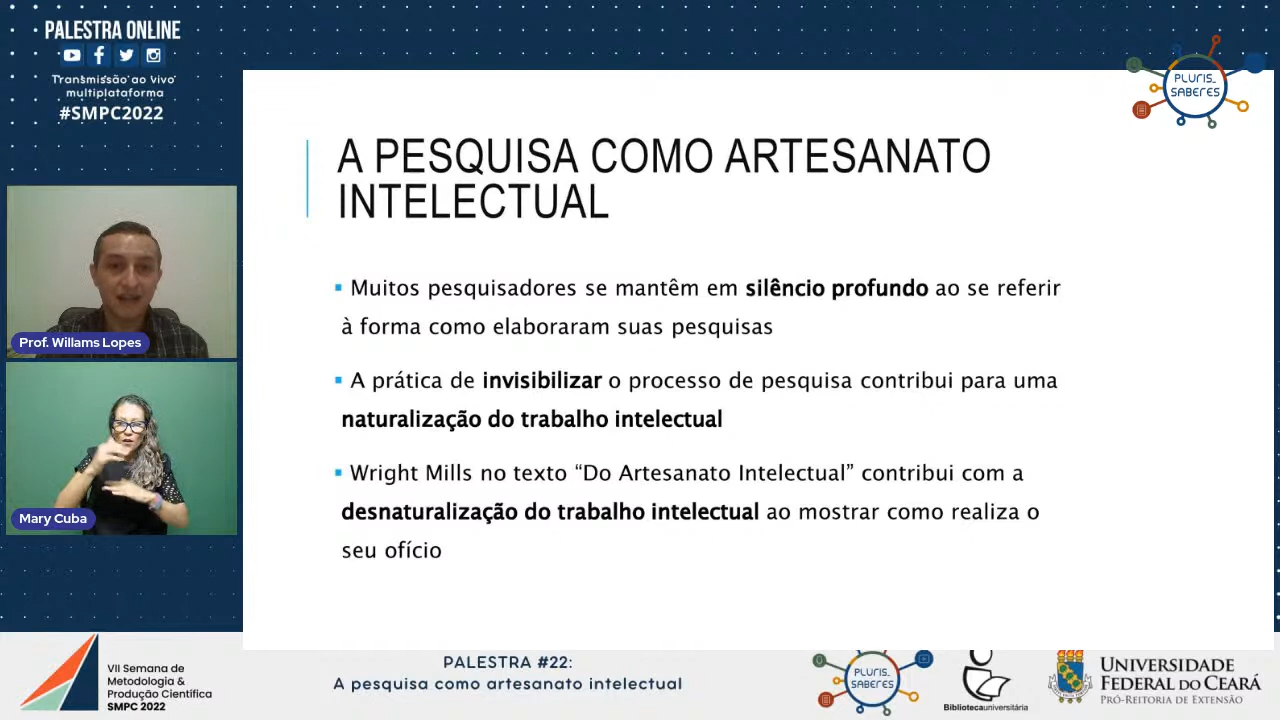 PALESTRA ONLINE
Transmissão ao vivo
multiplataforma
#SMPC2022
PLURIS_
SABERES
A PESQUISA COMO ARTESANATO
INTELECTUAL
▪ Muitos pesquisadores se mantêm em silêncio profundo ao se referir
à forma como elaboraram suas pesquisas
▪ A prática de invisibilizar o processo de pesquisa contribui para uma
naturalização do trabalho intelectual
▪ Wright Mills no texto “Do Artesanato Intelectual” contribui com a
desnaturalização do trabalho intelectual ao mostrar como realiza o
seu ofício
Prof. Willams Lopes
Mary Cuba
VII Semana de
Metodologia &
Produção Científica
SMPC 2022
PALESTRA #22:
A pesquisa como artesanato intelectual
PLURIS_
SABERES
Bibliotecauniversitária
UNIVERSIDADE
FEDERAL DO CEARÁ
PRÓ-REITORIA DE EXTENSÃO